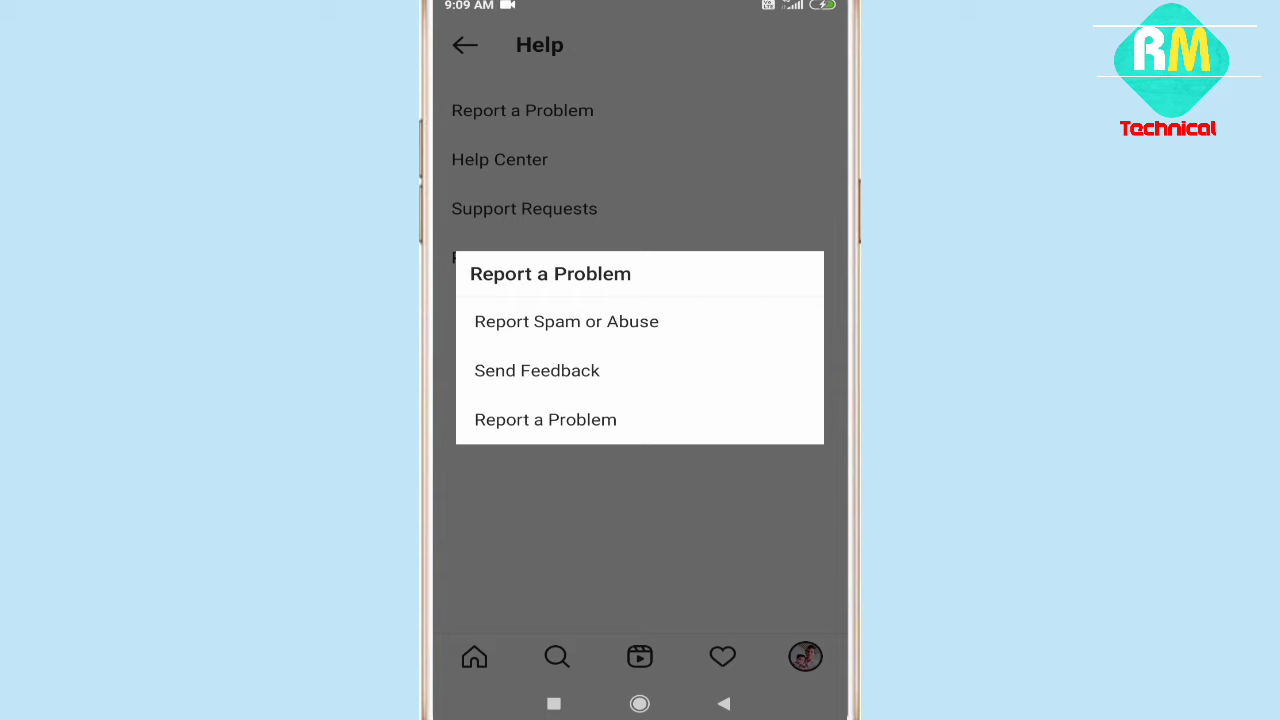 9:09 AM
RM
Technical
Help
Report a Problem
Help Center
Support Requests
Report a Problem
Report Spam or Abuse
Send Feedback
Report a Problem